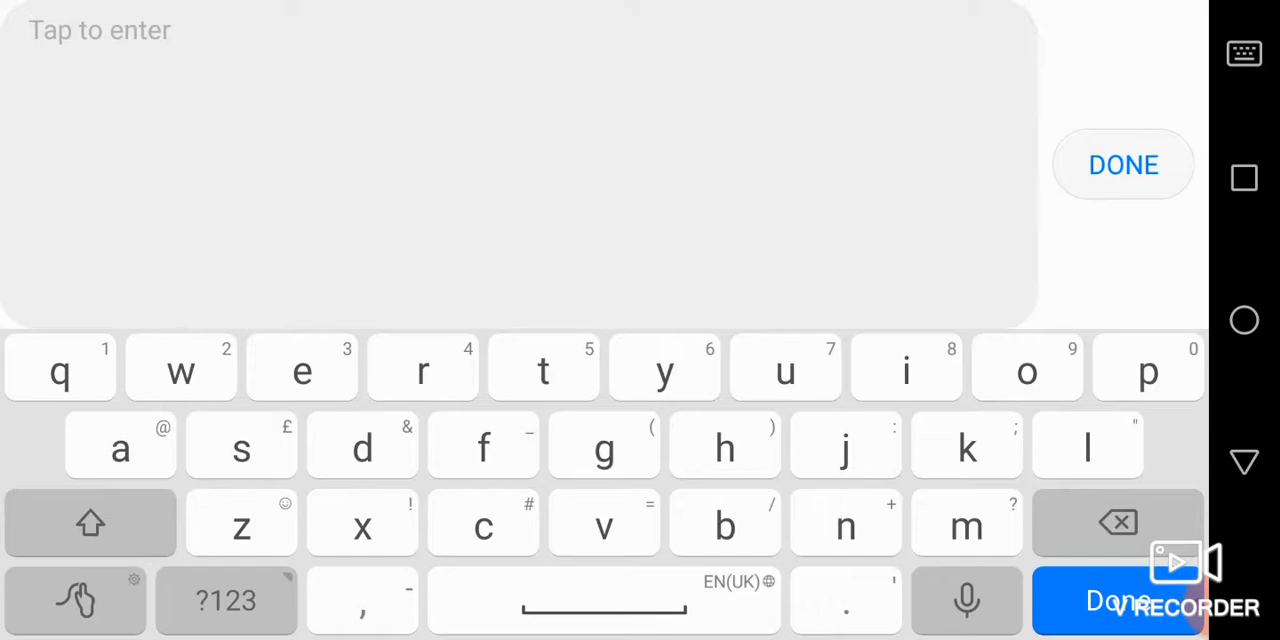 Tap to enter
DONE
q 1 w 2 e 3 r 4 t 5 y 6 u 7 i 8 o 9 p 0
a @ s £ d & f _ g ( h ) j : k ; l "
z x ! c # v = b / n + m ?
?123 , - EN(UK) . ' Done
V RECORDER